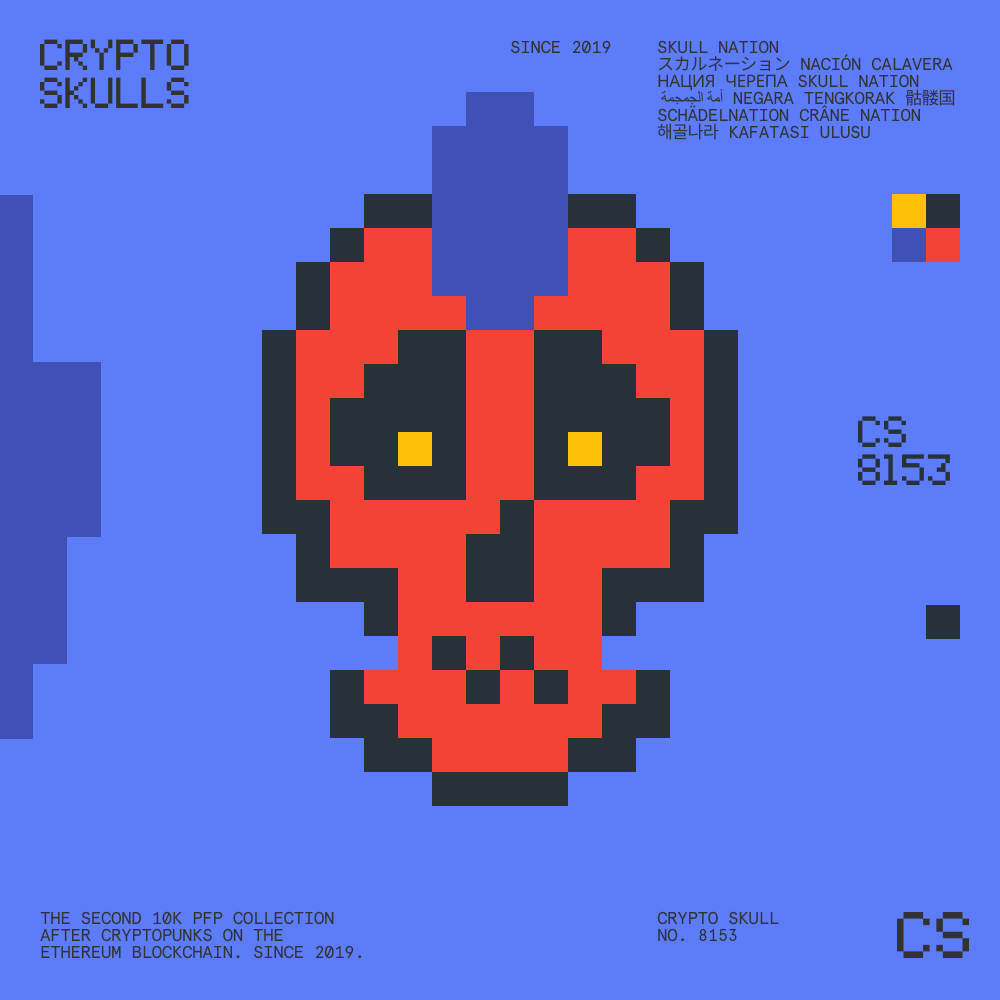 CRYPTO
SKULLS
SINCE 2019
SKULL NATION
スカルネーション NACIÓN CALAVERA
НАЦИЯ ЧЕРЕПА SKULL NATION
أمة الجمجمة NEGARA TENGKORAK 骷髅国
SCHÄDELNATION CRÂNE NATION
해골나라 KAFATASI ULUSU
CS
8153
THE SECOND 10K PFP COLLECTION
AFTER CRYPTOPUNKS ON THE
ETHEREUM BLOCKCHAIN. SINCE 2019.
CRYPTO SKULL
NO. 8153
CS